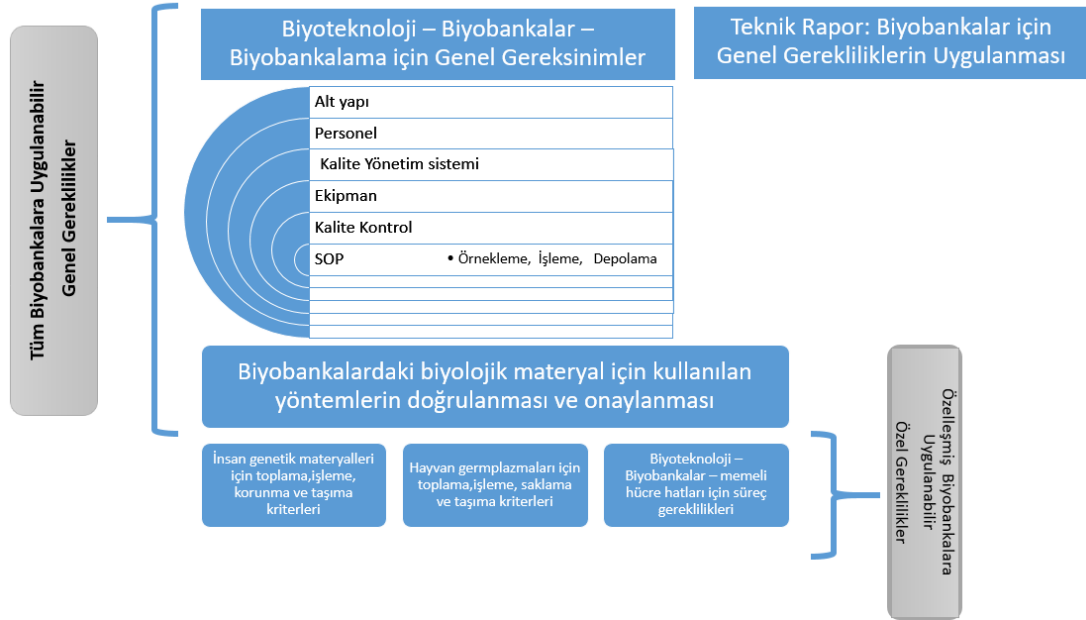 Tüm Biyobankalara Uygulanabilir
Genel Gereklilikler
Biyoteknoloji – Biyobankalar –
Biyobankalama için Genel Gereksinimler
Teknik Rapor: Biyobankalar için
Genel Gerekliliklerin Uygulanması
Alt yapı
Personel
Kalite Yönetim sistemi
Ekipman
Kalite Kontrol
SOP • Örnekleme, İşleme, Depolama
Biyobankalardaki biyolojik materyal için kullanılan
yöntemlerin doğrulanması ve onaylanması
İnsan genetik materyalleri
için toplama,işleme,
korunma ve taşıma
kriterleri
Hayvan germplazmaları için
toplama,işleme, saklama
ve taşıma kriterleri
Biyoteknoloji –
Biyobankalar – memeli
hücre hatları için süreç
gereklilikleri
Özelleşmiş Biyobankalara
Uygulanabilir
Özel Gereklilikler